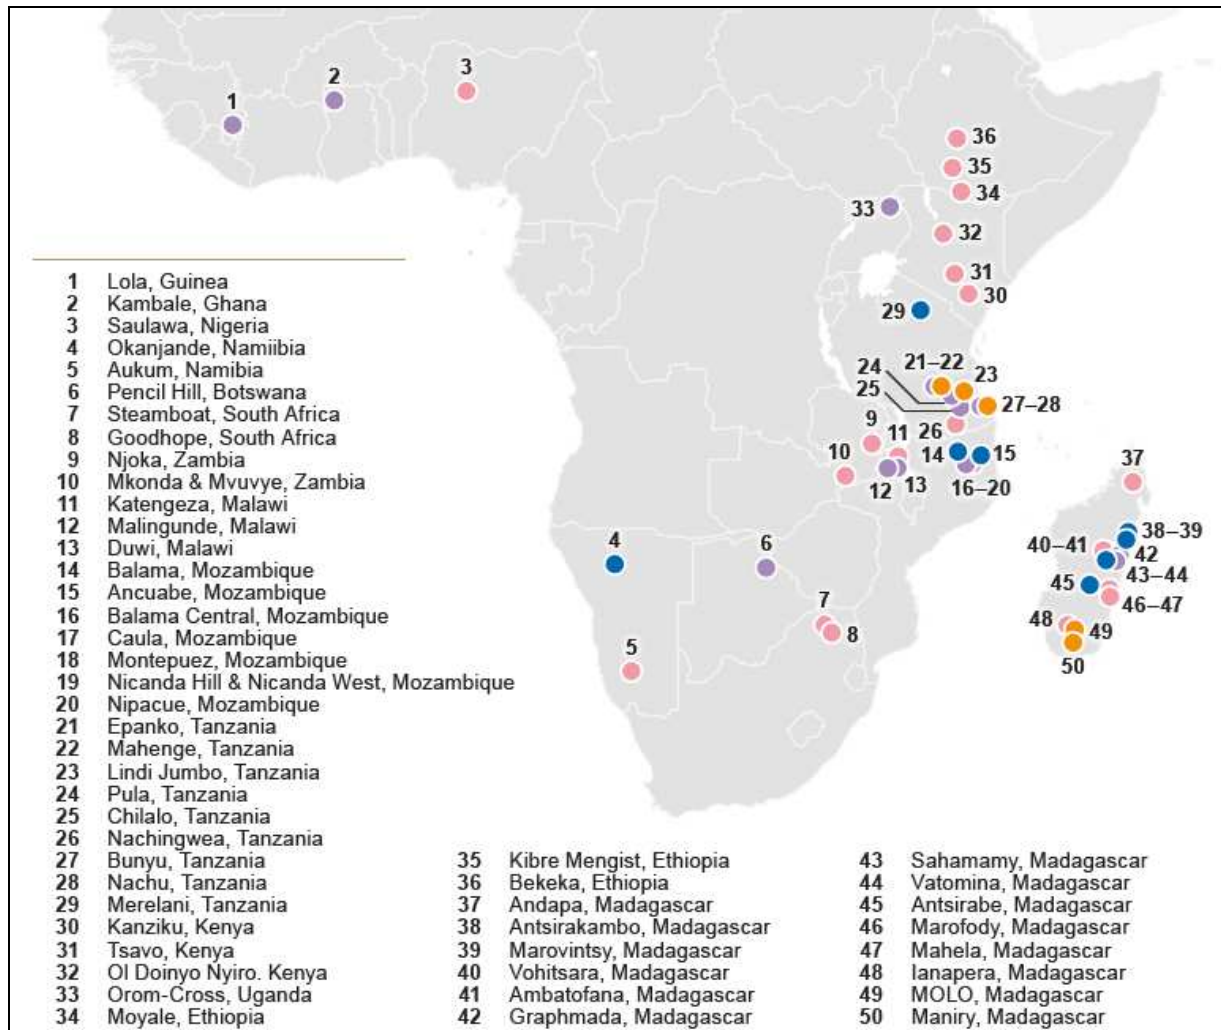 1
2
3
36
35
34
33
32
31
30
29
21–22
24
23
25
27–28
9
11
26
10
14
15
12
13
16–20
37
4
6
38–39
40–41
42
43–44
45
46–47
7
8
48
49
5
50
1 Lola, Guinea
2 Kambale, Ghana
3 Saulawa, Nigeria
4 Okanjande, Namiibia
5 Aukum, Namibia
6 Pencil Hill, Botswana
7 Steamboat, South Africa
8 Goodhope, South Africa
9 Njoka, Zambia
10 Mkonda & Mvuvye, Zambia
11 Katengeza, Malawi
12 Malingunde, Malawi
13 Duwi, Malawi
14 Balama, Mozambique
15 Ancuabe, Mozambique
16 Balama Central, Mozambique
17 Caula, Mozambique
18 Montepuez, Mozambique
19 Nicanda Hill & Nicanda West, Mozambique
20 Nipacue, Mozambique
21 Epanko, Tanzania
22 Mahenge, Tanzania
23 Lindi Jumbo, Tanzania
24 Pula, Tanzania
25 Chilalo, Tanzania
26 Nachingwea, Tanzania
27 Bunyu, Tanzania
28 Nachu, Tanzania
29 Merelani, Tanzania
30 Kanziku, Kenya
31 Tsavo, Kenya
32 Ol Doinyo Nyiro. Kenya
33 Orom-Cross, Uganda
34 Moyale, Ethiopia
35 Kibre Mengist, Ethiopia
36 Bekeka, Ethiopia
37 Andapa, Madagascar
38 Antsirakambo, Madagascar
39 Marovintsy, Madagascar
40 Vohitsara, Madagascar
41 Ambatofana, Madagascar
42 Graphmada, Madagascar
43 Sahamamy, Madagascar
44 Vatomina, Madagascar
45 Antsirabe, Madagascar
46 Marofody, Madagascar
47 Mahela, Madagascar
48 Ianapera, Madagascar
49 MOLO, Madagascar
50 Maniry, Madagascar